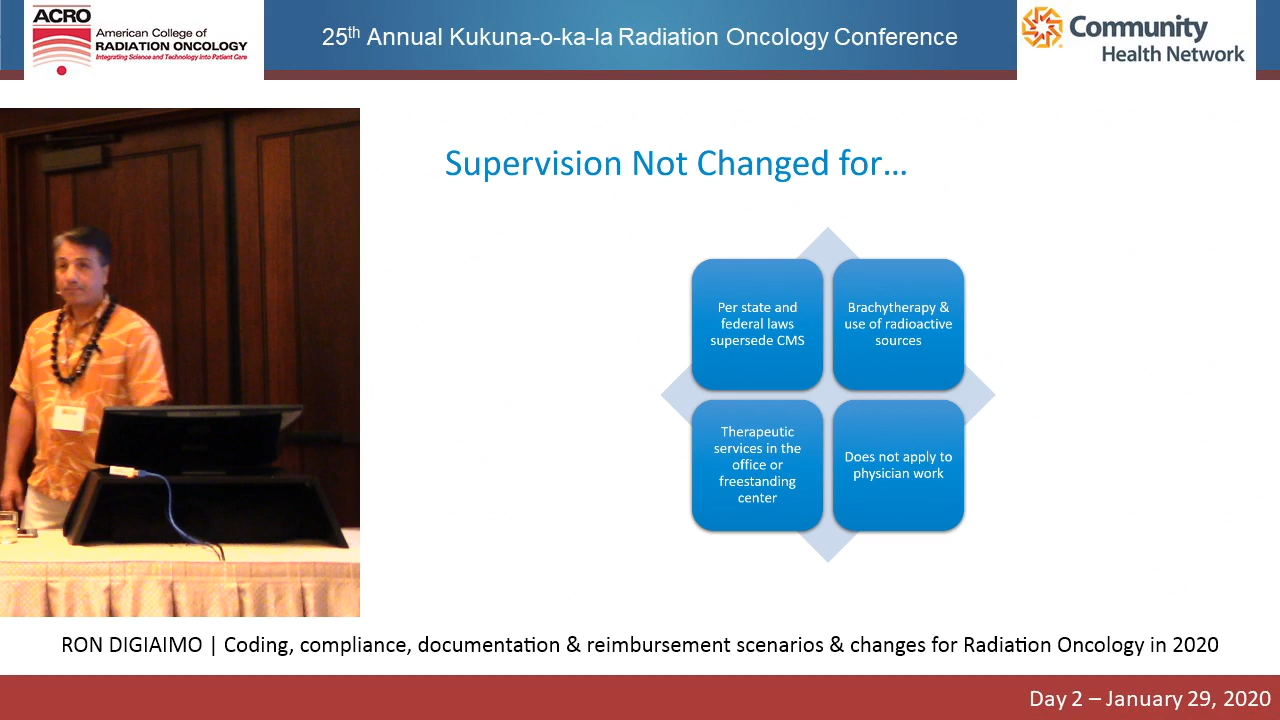 ACRO
American College of
RADIATION ONCOLOGY
Integrating Science and Technology Into Patient Care
25th Annual Kukuna-o-ka-la Radiation Oncology Conference
Community
Health Network
Supervision Not Changed for...
Per state and
federal laws
supersede CMS
Brachytherapy &
use of radioactive
sources
Therapeutic
services in the
office or
freestanding
center
Does not apply to
physician work
RON DIGIAIMO | Coding, compliance, documentation & reimbursement scenarios & changes for Radiation Oncology in 2020
Day 2 – January 29, 2020